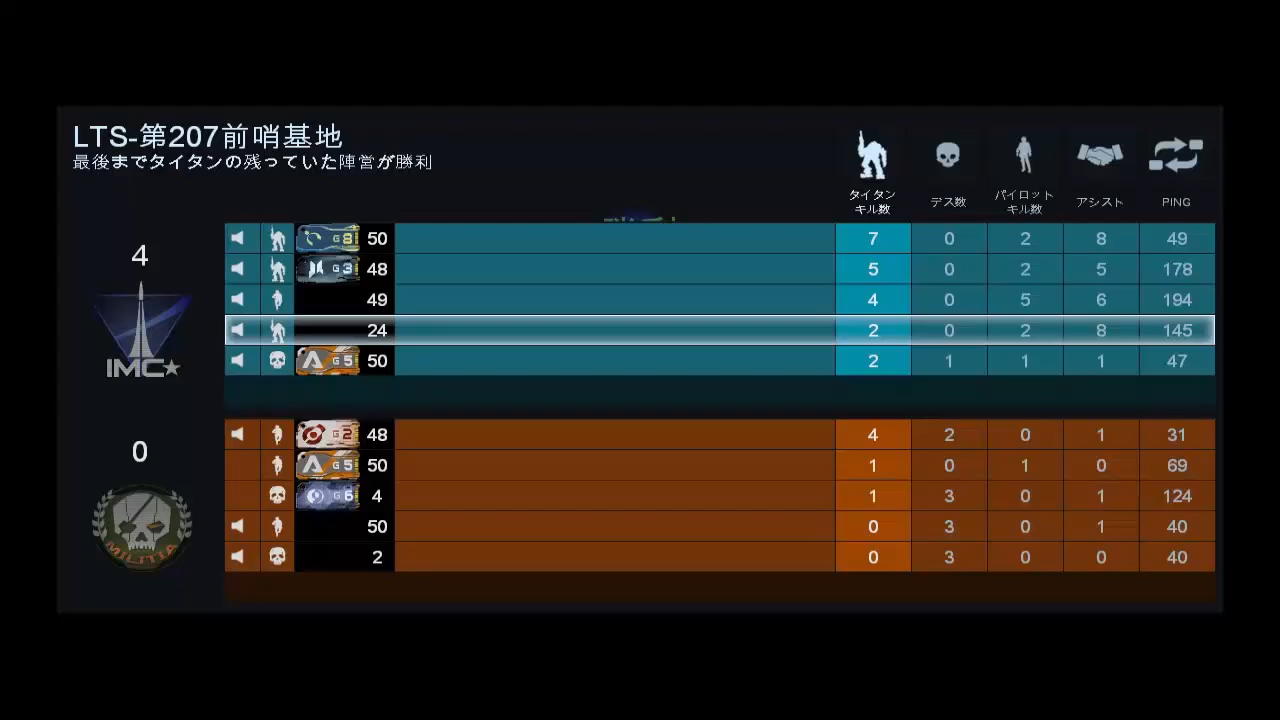 LTS-第207前哨基地
最後までタイタンの残っていた陣営が勝利
タイタン
キル数
デス数
パイロット
キル数
アシスト
PING
4
IMC
G8 50 7 0 2 8 49
G3 48 5 0 2 5 178
49 4 0 5 6 194
24 2 0 2 8 145
G5 50 2 1 1 1 47
0
MILITIA
G2 48 4 2 0 1 31
G5 50 1 0 1 0 69
G6 4 1 3 0 1 124
50 0 3 0 1 40
2 0 3 0 0 40